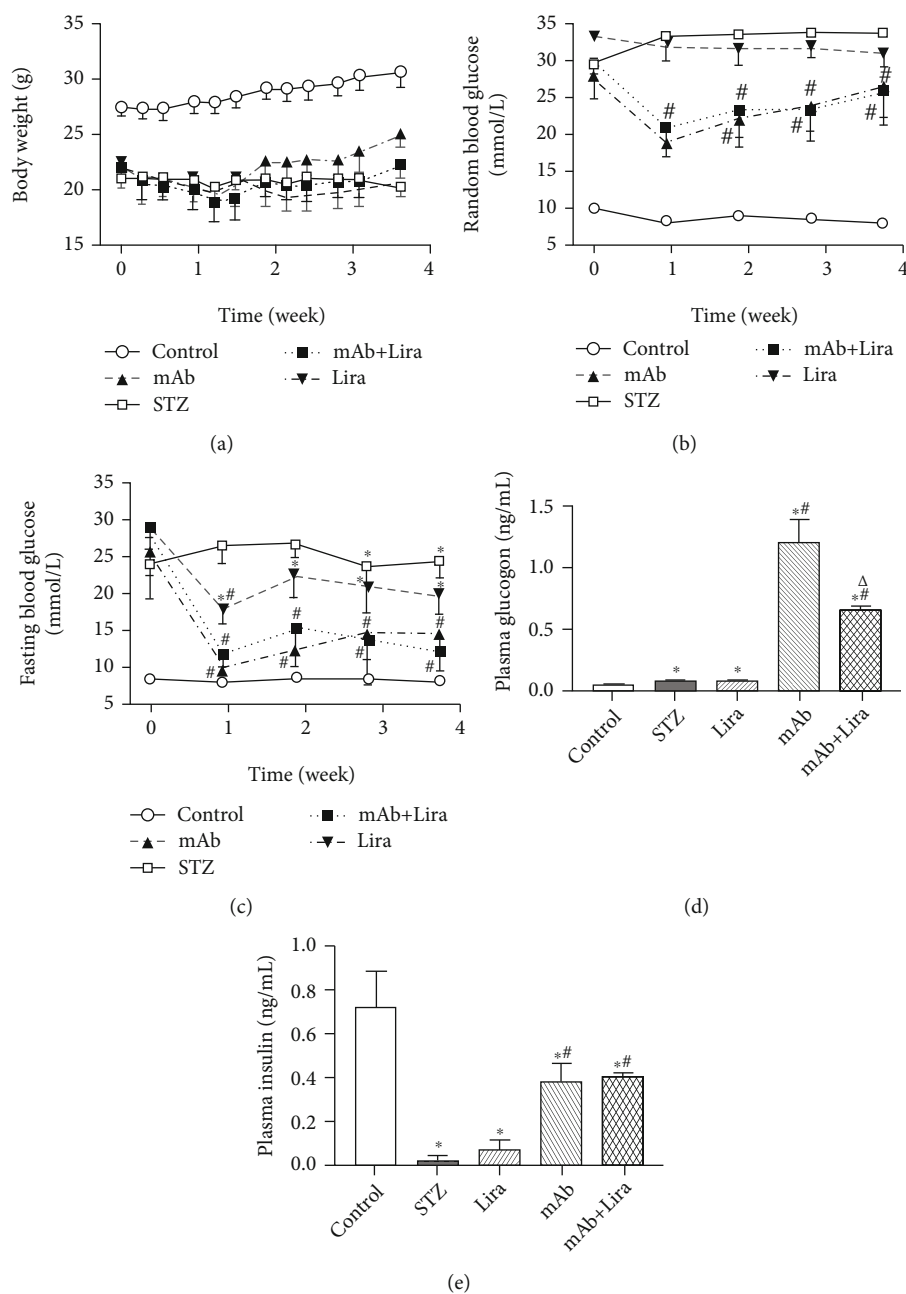 35
30
25
20
15
Body weight (g)
0 1 2 3 4
Time (week)
Control mAb+Lira
mAb Lira
STZ
(a)
35
30
25
20
15
10
5
Random blood glucose
(mmol/L)
# # # #
# # # #
0 1 2 3 4
Time (week)
Control mAb+Lira
mAb Lira
STZ
(b)
35
30
25
20
15
10
5
Fasting blood glucose
(mmol/L)
*# * * * * *
# # # #
# # # #
0 1 2 3 4
Time (week)
Control mAb+Lira
mAb Lira
STZ
(c)
1.5
1.0
0.5
0.0
Plasma glucogon (ng/mL)
* * *# Δ
*#
Control STZ Lira mAb mAb+Lira
(d)
1.0
0.8
0.6
0.4
0.2
0.0
Plasma insulin (ng/mL)
* * *# *#
Control STZ Lira mAb mAb+Lira
(e)